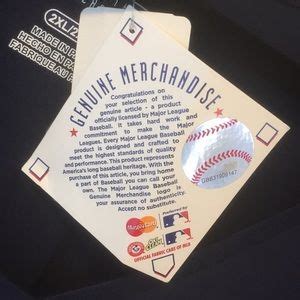 2XL/2
MADE IN
HECHO EN
FABRIQUE AU
GENUINE MERCHANDISE
Congratulations on
your selection of this
genuine article - a product
officially licensed by Major League
Baseball. It takes hard work and
commitment to make the Major
Leagues. Every Major League Baseball
product is designed and crafted to
meet the highest standards of quality
and performance. This product represents
America's long baseball heritage. With this
purchase of this article, you bring home
a part of Baseball you can call your
own. The Major League Baseball
Genuine Merchandise logo is
your assurance of authenticity.
Accept no substitute.
Preferred by
MasterCard
OFFICIAL FABRIC CARE OF MLB